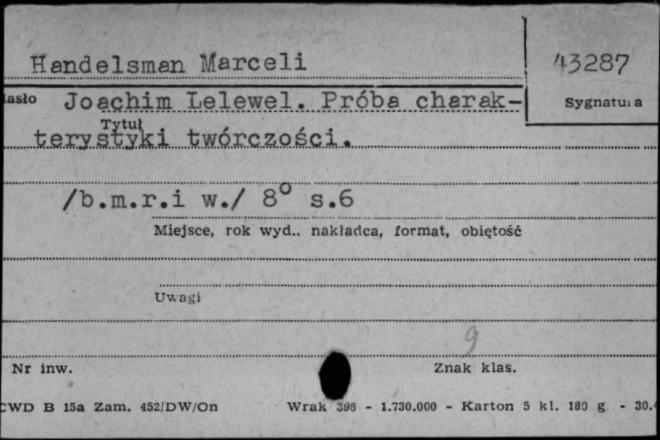 Handelsman Marceli
43287
asło Joachim Lelewel. Próba charak-
Sygnatura
Tytuł
terystyki twórczości.
/b.m.r.i w./ 8° s.6
Miejsce, rok wyd.. nakładca, format, objętość
Uwagi
9
Nr inw.
Znak klas.
CWD B 15a Zam. 452/DW/On Wrak 396 - 1.730.000 - Karton 5 kl. 180 g - 30.4